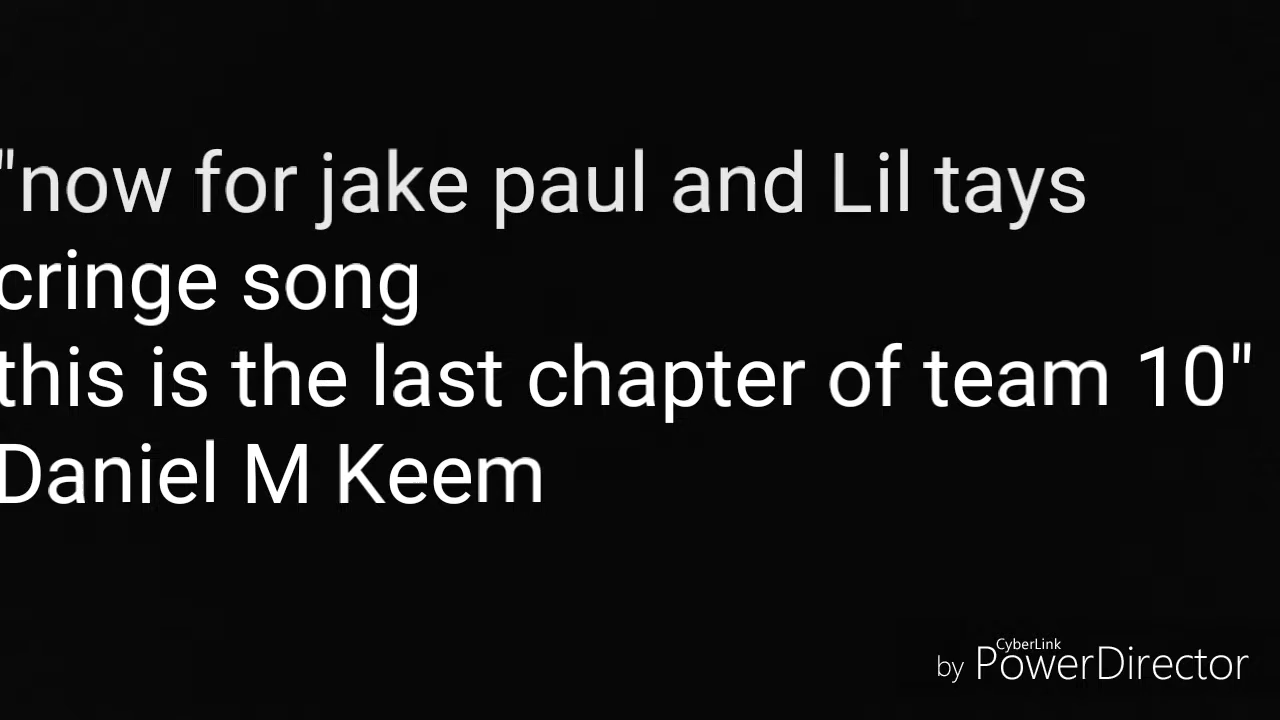 "now for jake paul and Lil tays
cringe song
this is the last chapter of team 10"
Daniel M Keem
by CyberLink PowerDirector